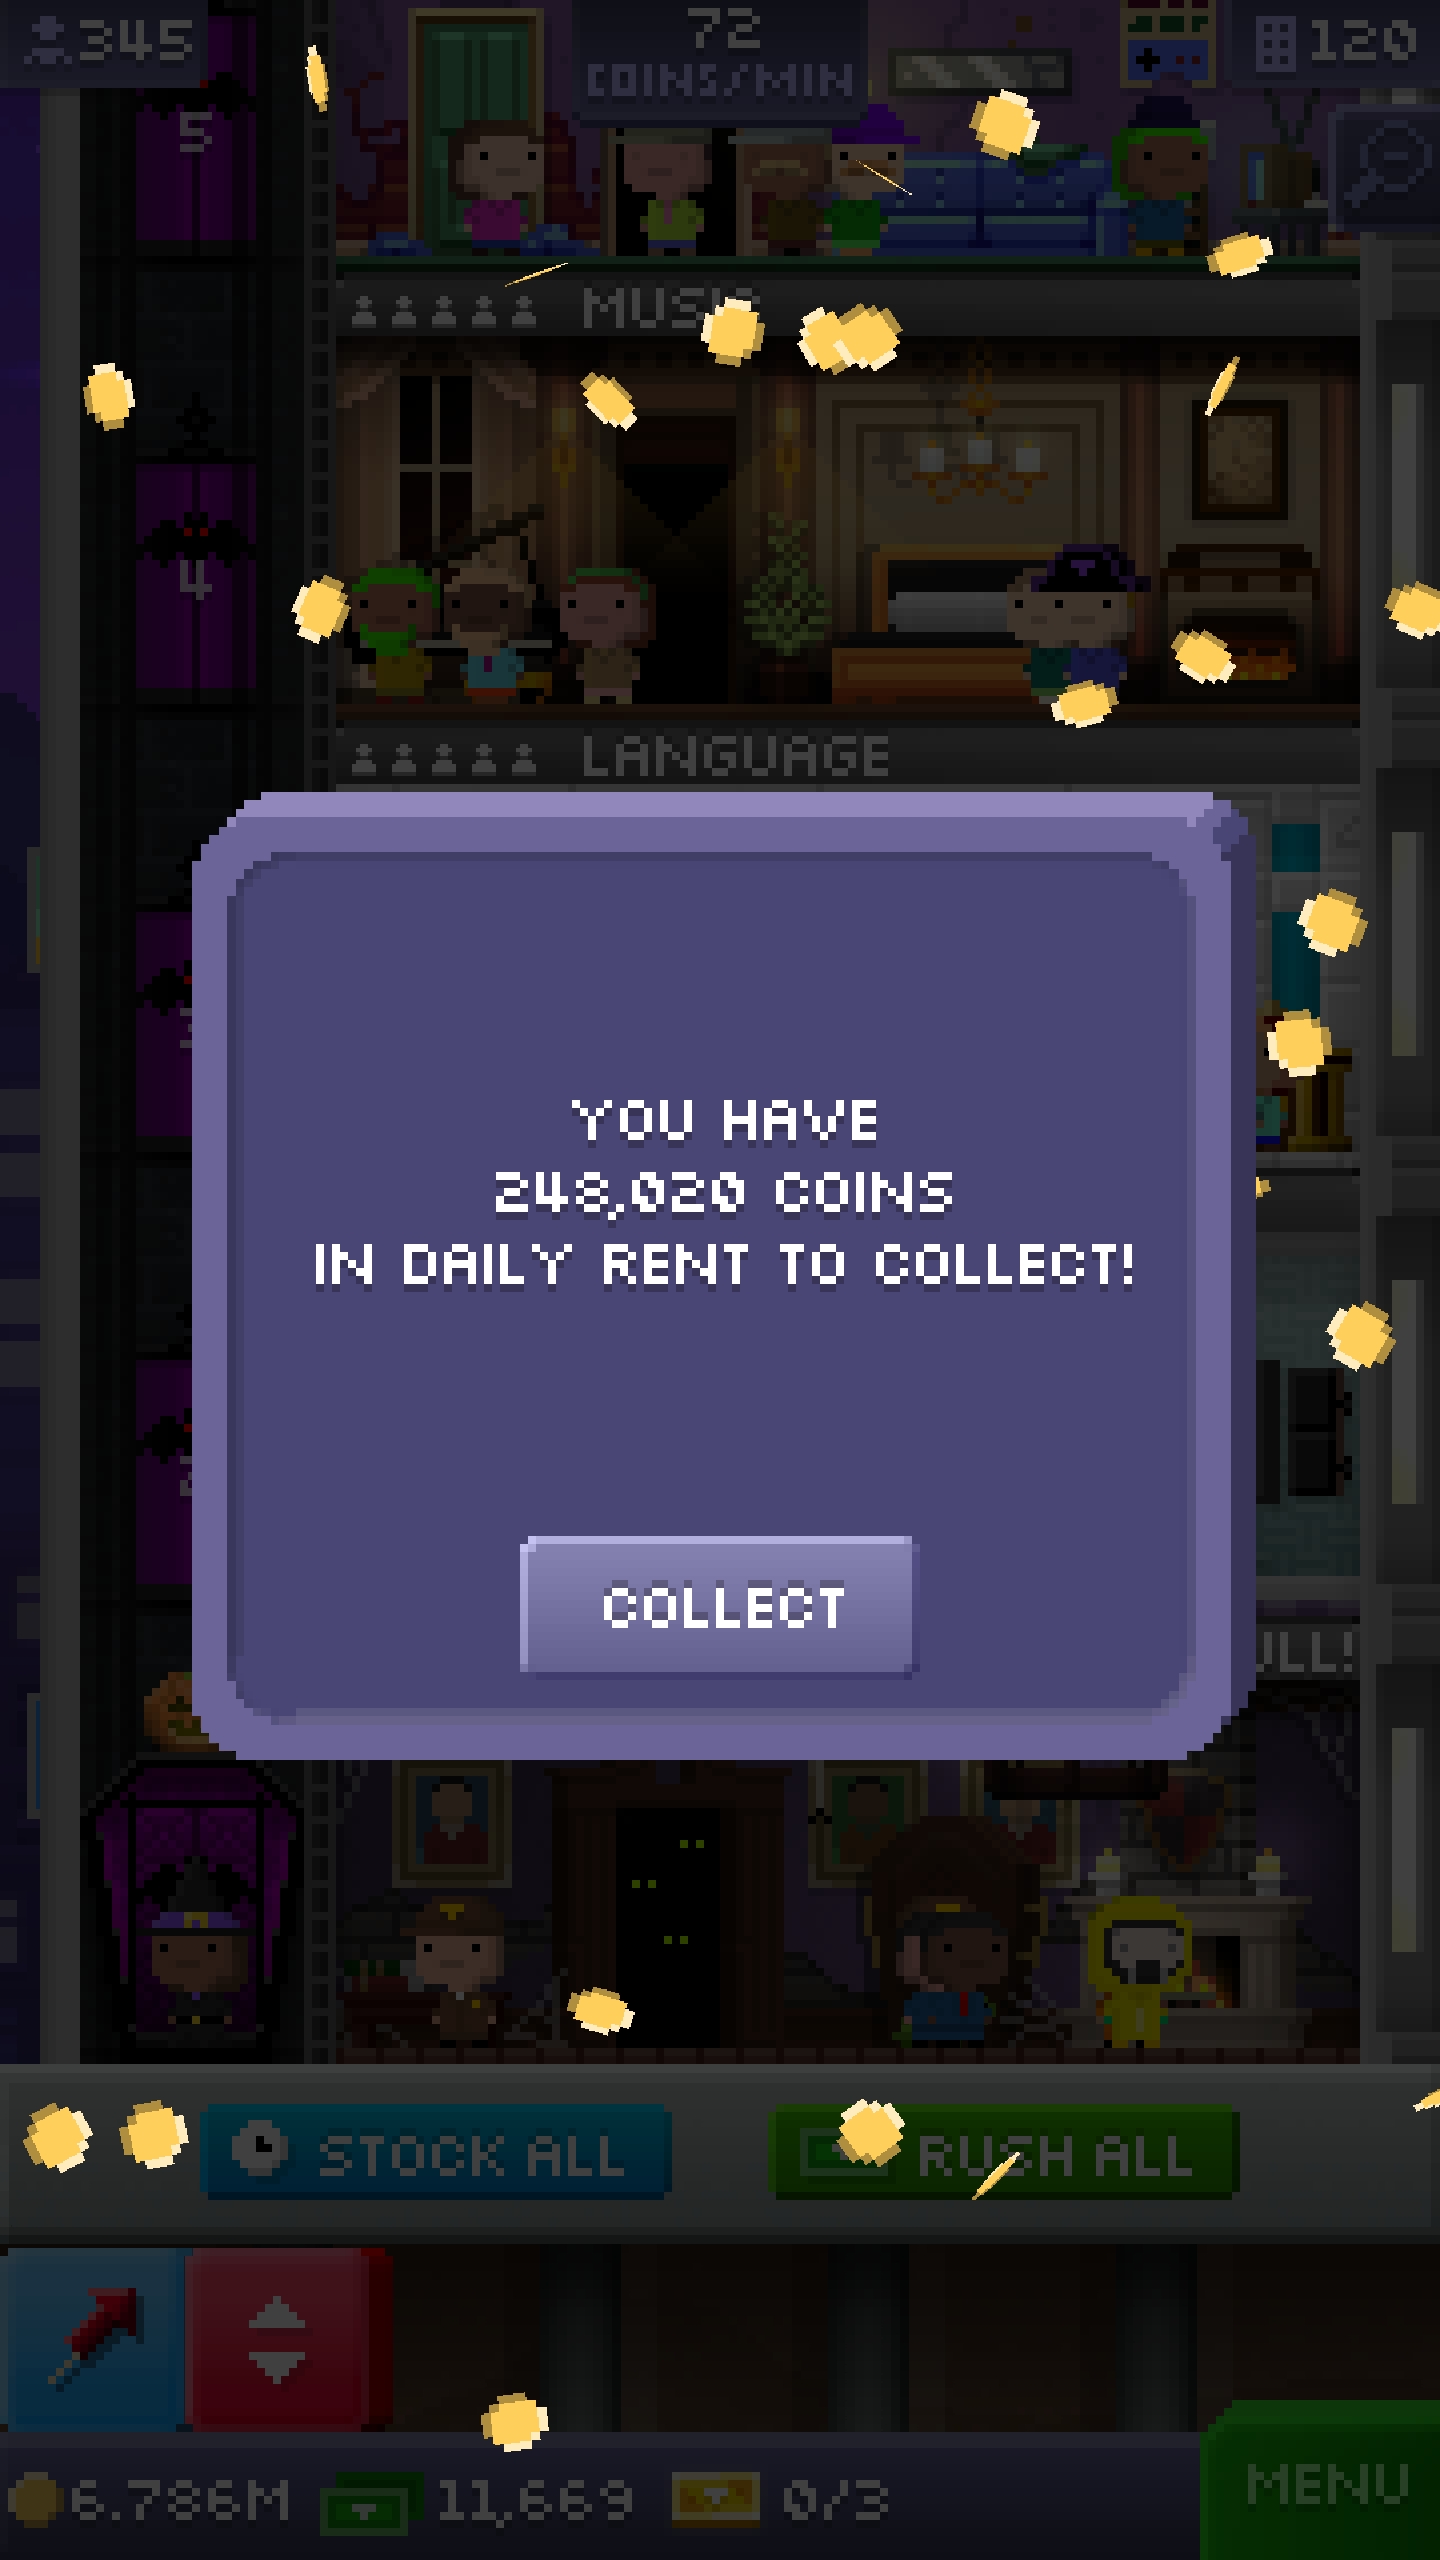 345
72
COINS/MIN
120
5
MUSIC
4
LANGUAGE
YOU HAVE
248,020 COINS
IN DAILY RENT TO COLLECT!
COLLECT
STOCK ALL
RUSH ALL
6.786M
11,669
0/3
MENU